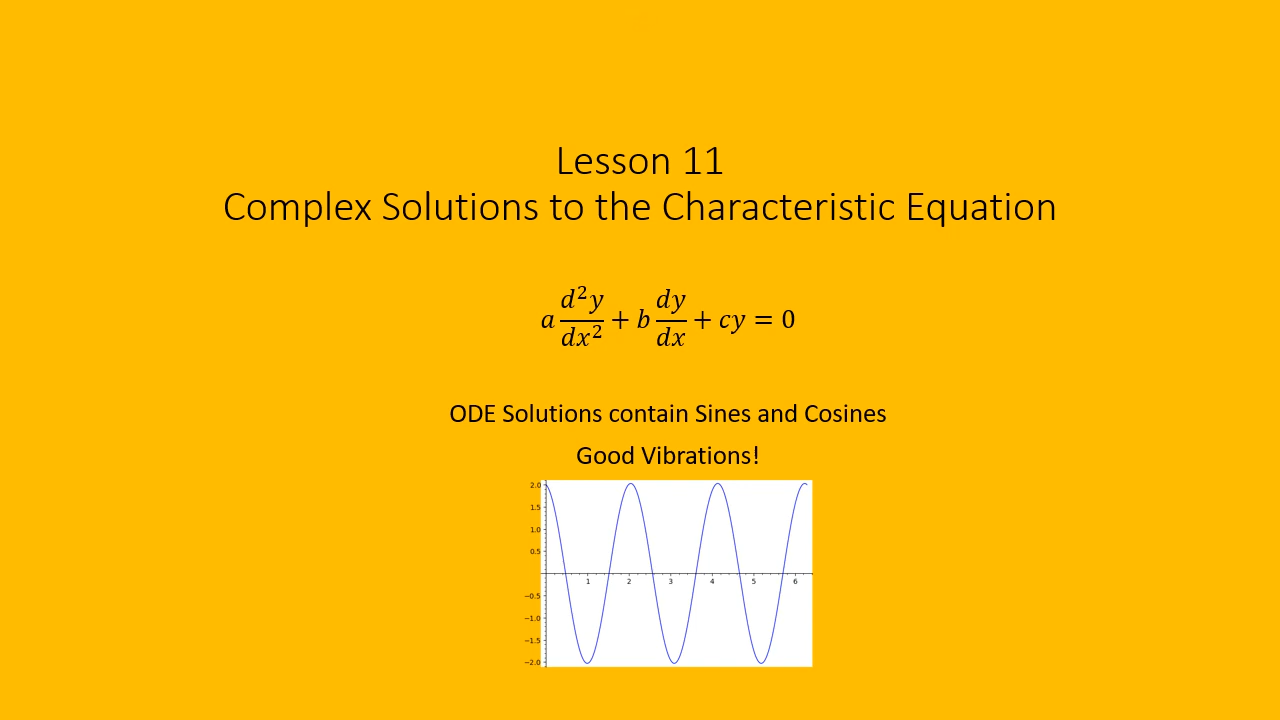 Lesson 11
Complex Solutions to the Characteristic Equation
a d²y/dx² + b dy/dx + cy = 0
ODE Solutions contain Sines and Cosines
Good Vibrations!
2.0
1.5
1.0
0.5
1 2 3 4 5 6
−0.5
−1.0
−1.5
−2.0